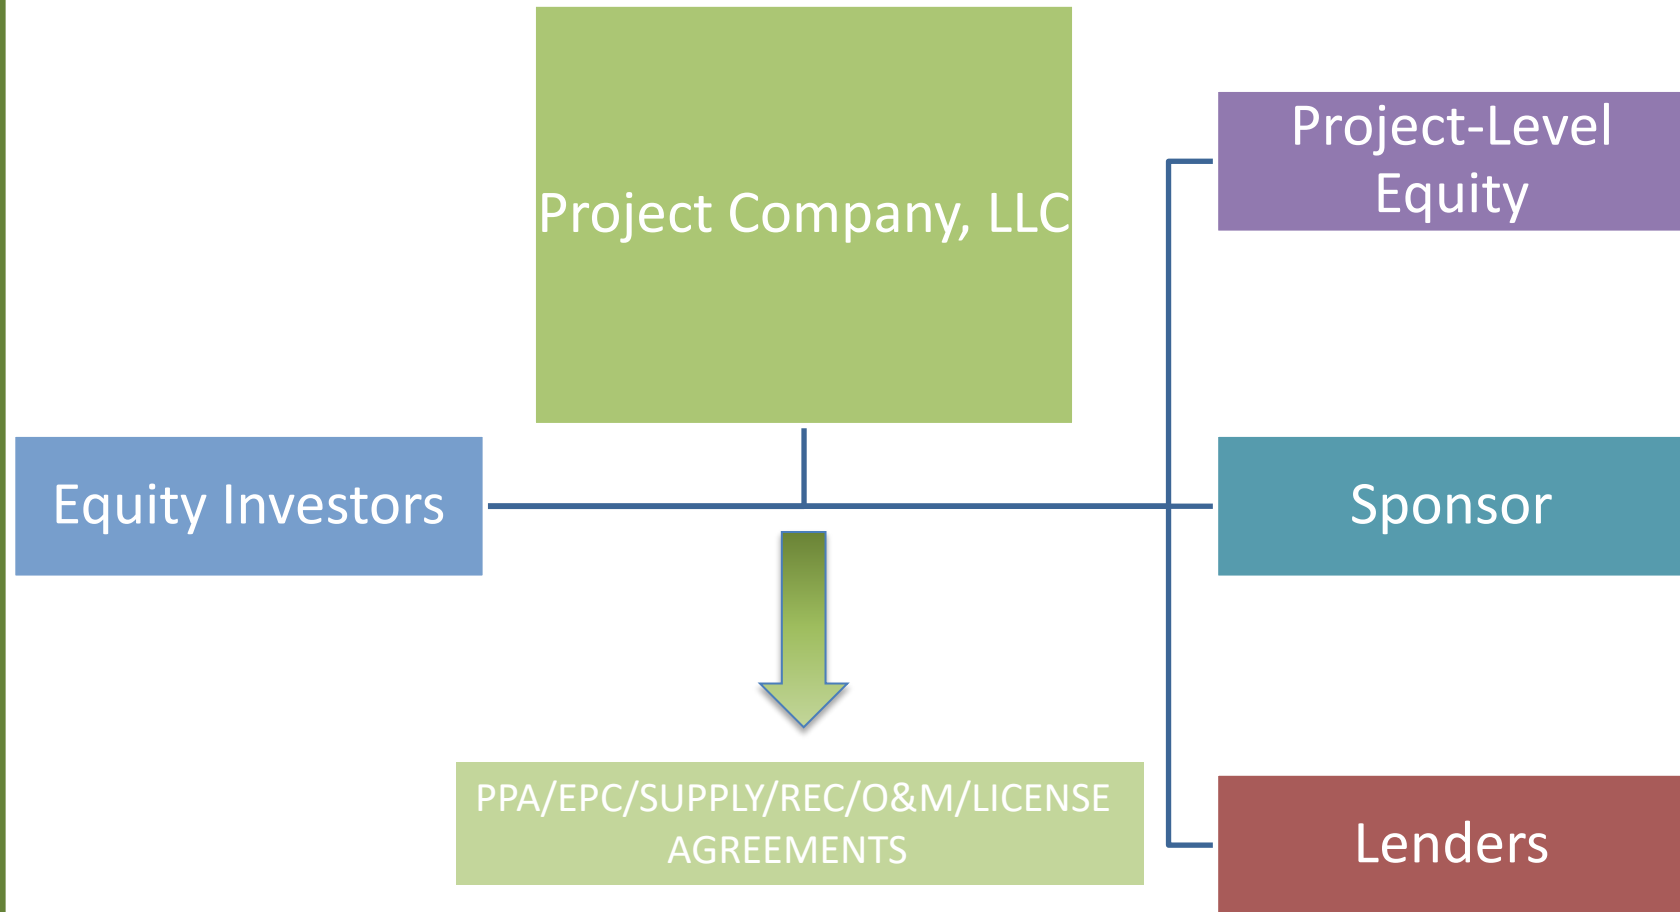 Project Company, LLC
Project-Level
Equity
Equity Investors
Sponsor
PPA/EPC/SUPPLY/REC/O&M/LICENSE
AGREEMENTS
Lenders